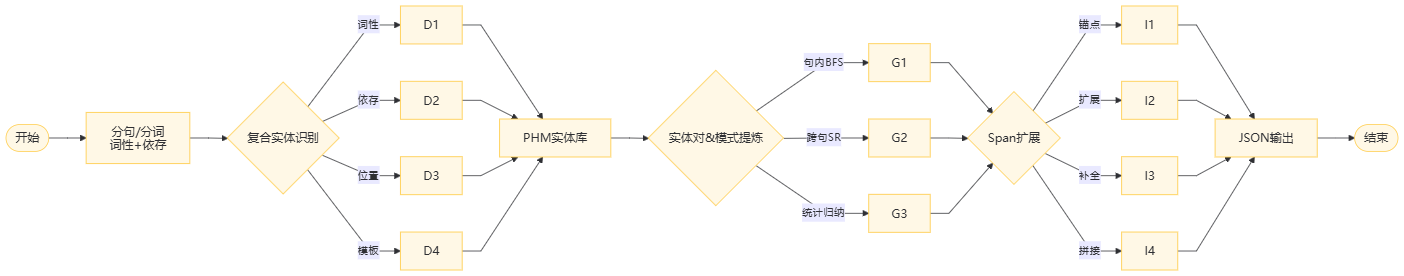 开始
分句/分词
词性+依存
复合实体识别
词性
D1
依存
D2
位置
D3
模板
D4
PHM实体库
实体对&模式提炼
句内BFS
G1
跨句SR
G2
统计归纳
G3
Span扩展
锚点
I1
扩展
I2
补全
I3
拼接
I4
JSON输出
结束